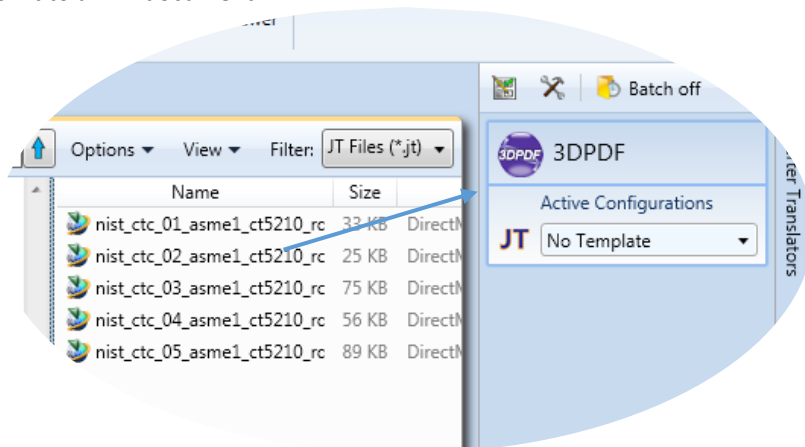 Batch off
Options View Filter: JT Files (*.jt)
3DPDF 3DPDF
Name Size
Active Configurations
JT No Template
nist_ctc_01_asme1_ct5210_rc 33 KB
nist_ctc_02_asme1_ct5210_rc 25 KB
nist_ctc_03_asme1_ct5210_rc 75 KB
nist_ctc_04_asme1_ct5210_rc 56 KB
nist_ctc_05_asme1_ct5210_rc 89 KB
Translators